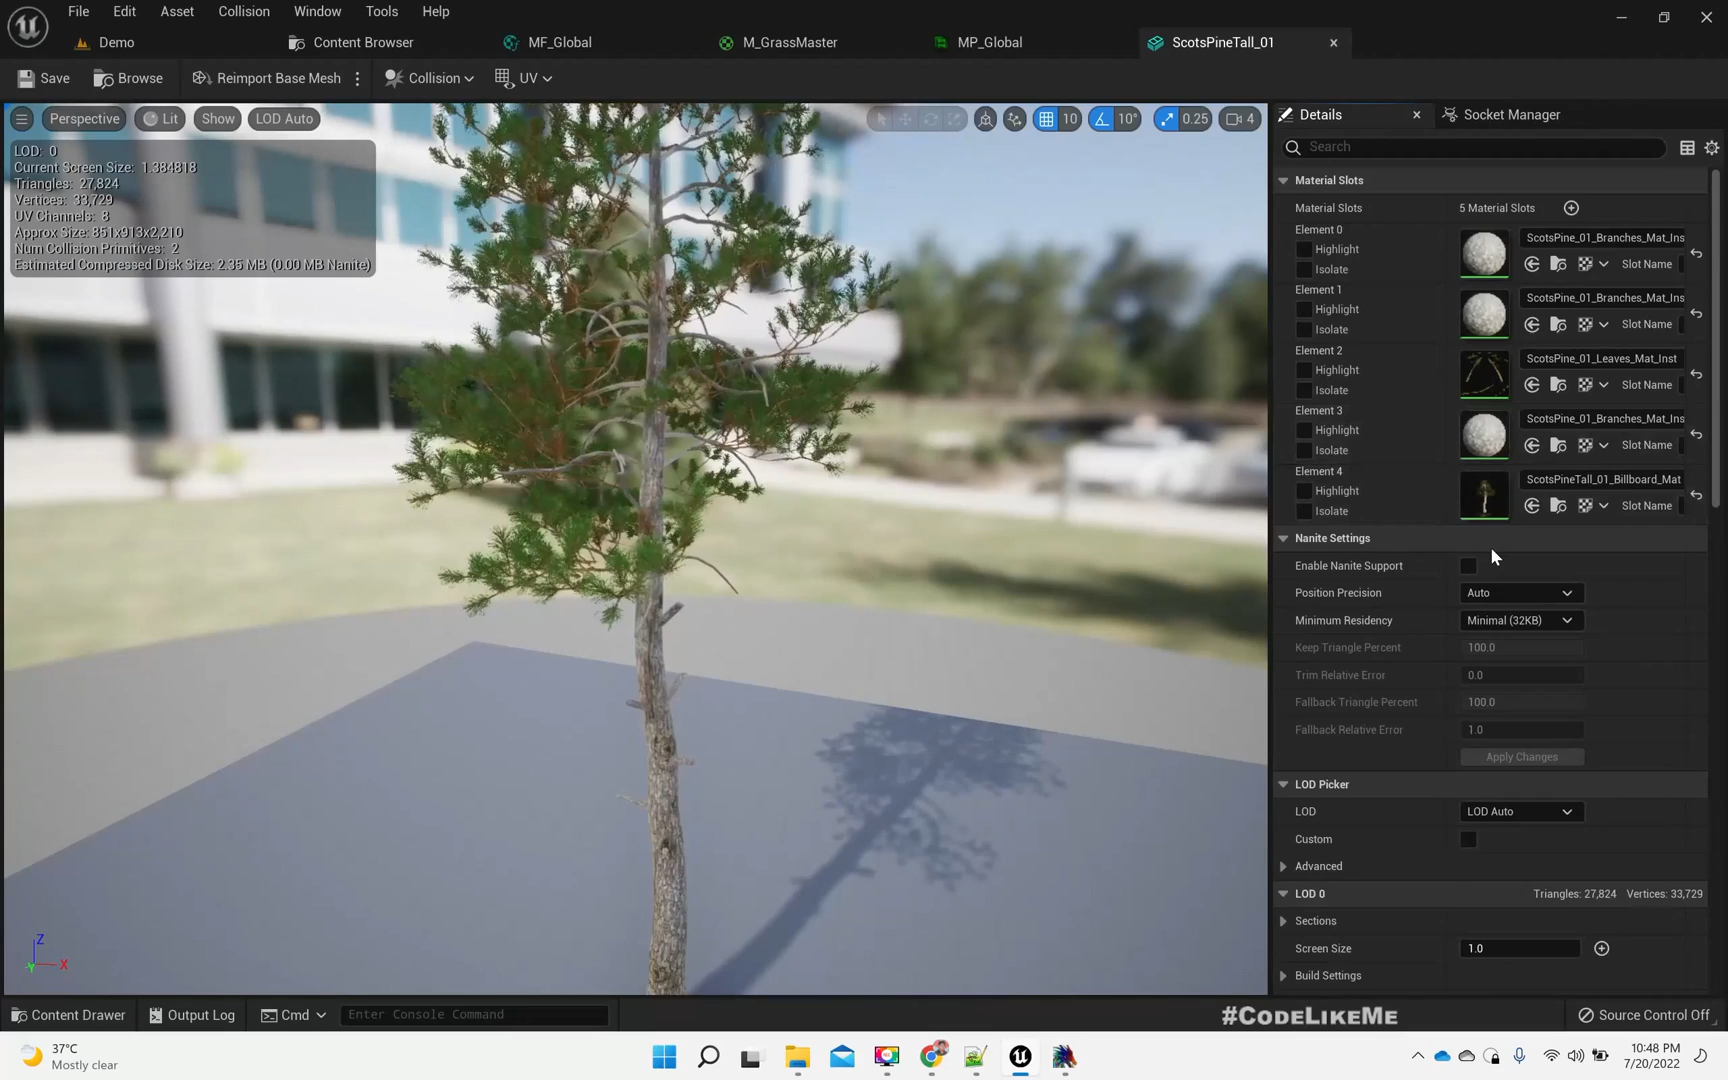 File Edit Asset Collision Window Tools Help
Demo Content Browser MF_Global M_GrassMaster MP_Global ScotsPineTall_01
Save Browse Reimport Base Mesh Collision UV
Perspective Lit Show LOD Auto 10 10° 0.25 4
LOD: 0
Current Screen Size: 1.384818
Triangles: 27,824
Vertices: 33,729
UV Channels: 8
Approx Size: 851x913x2,210
Num Collision Primitives: 2
Estimated Compressed Disk Size: 2.35 MB (0.00 MB Nanite)
Z
X
Y
Details Socket Manager
Search
Material Slots
Material Slots 5 Material Slots
Element 0 ScotsPine_01_Branches_Mat_Ins
Highlight
Isolate Slot Name
Element 1 ScotsPine_01_Branches_Mat_Ins
Highlight
Isolate Slot Name
Element 2 ScotsPine_01_Leaves_Mat_Inst
Highlight
Isolate Slot Name
Element 3 ScotsPine_01_Branches_Mat_Ins
Highlight
Isolate Slot Name
Element 4 ScotsPineTall_01_Billboard_Mat
Highlight
Isolate Slot Name
Nanite Settings
Enable Nanite Support
Position Precision Auto
Minimum Residency Minimal (32KB)
Keep Triangle Percent 100.0
Trim Relative Error 0.0
Fallback Triangle Percent 100.0
Fallback Relative Error 1.0
Apply Changes
LOD Picker
LOD LOD Auto
Custom
Advanced
LOD 0 Triangles: 27,824 Vertices: 33,729
Sections
Screen Size 1.0
Build Settings
Content Drawer Output Log Cmd Enter Console Command #CodeLikeMe Source Control Off
37°C
Mostly clear
10:48 PM
7/20/2022